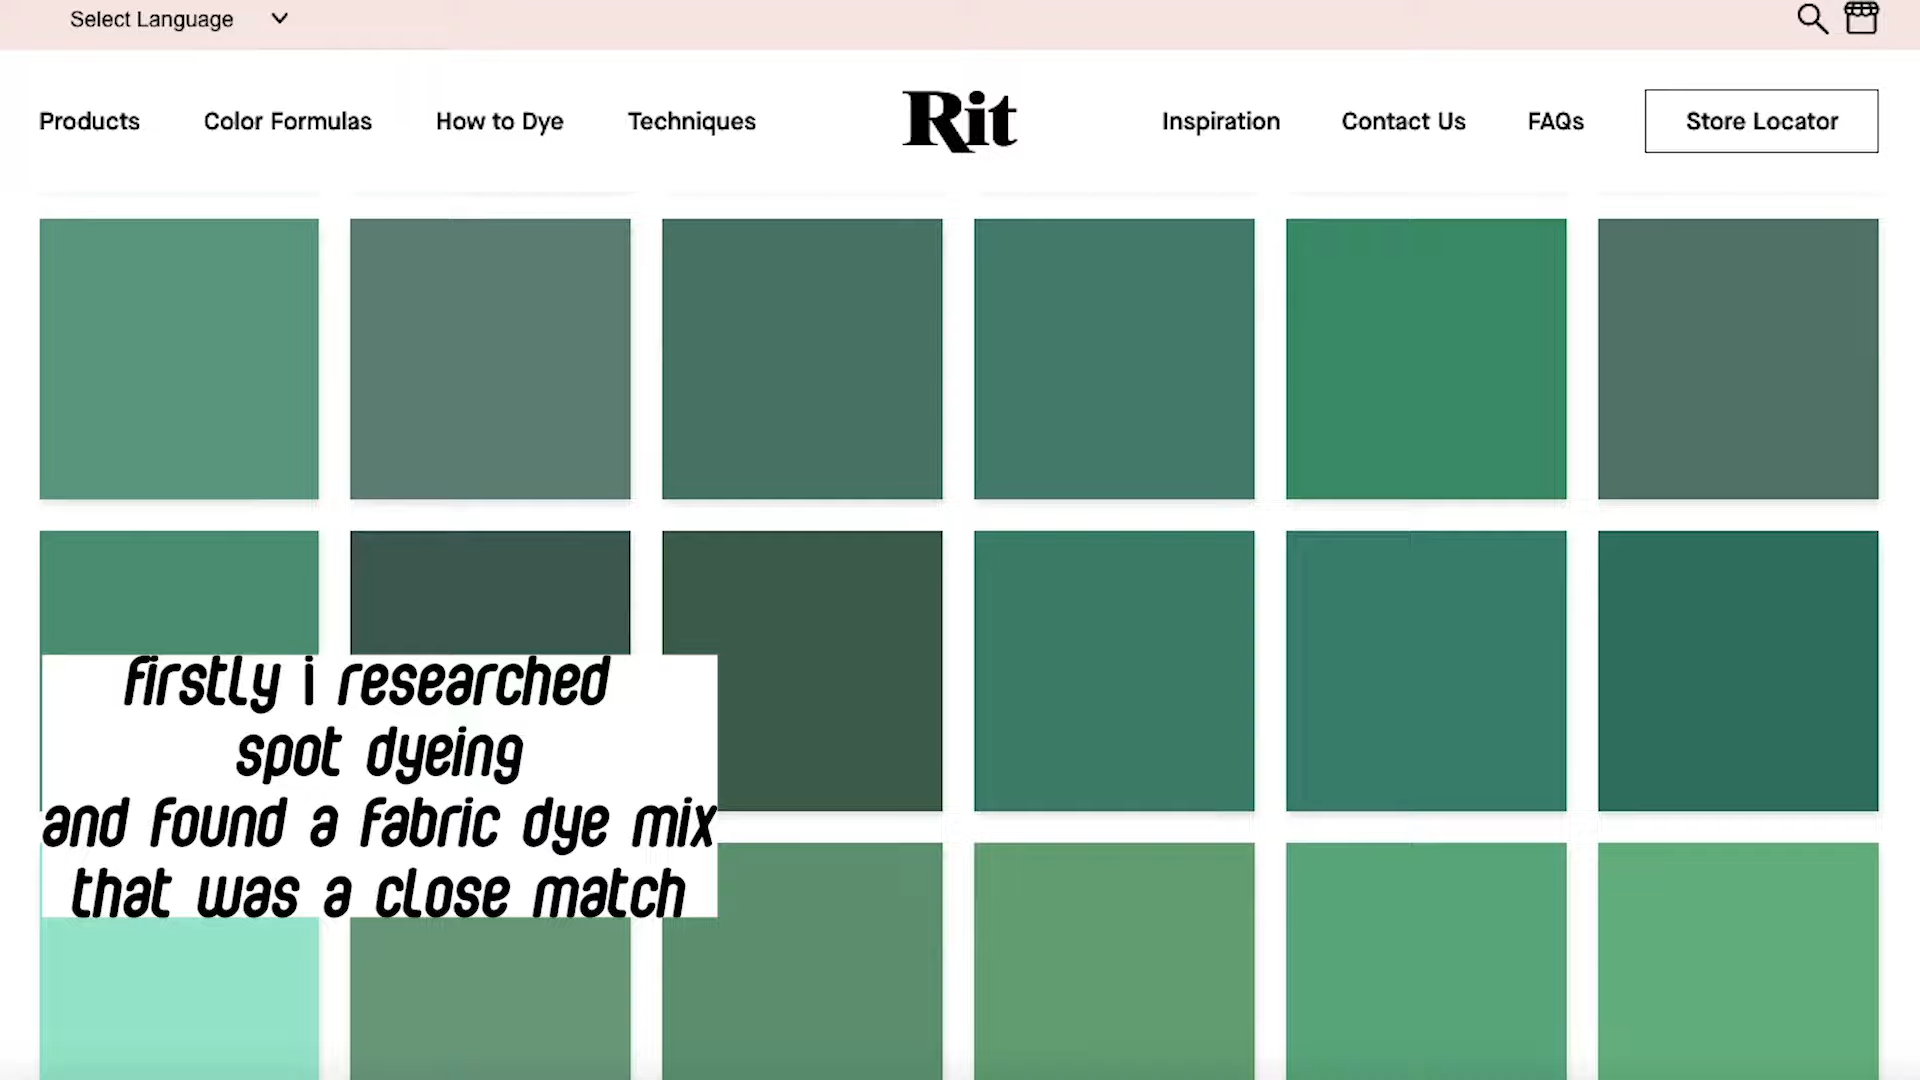 Select Language
Products Color Formulas How to Dye Techniques Rit Inspiration Contact Us FAQs Store Locator
firstly i researched
spot dyeing
and found a fabric dye mix
that was a close match